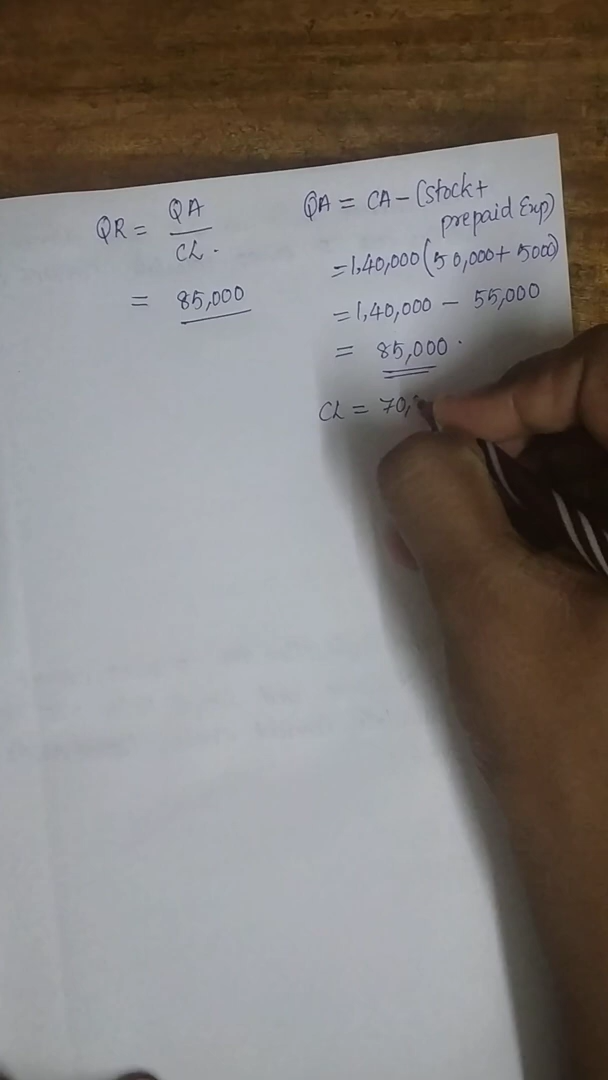 QR = QA
CL.
= 85,000
QA = CA - (stock +
prepaid Exp)
= 1,40,000 (50,000 + 5000)
= 1,40,000 - 55,000
= 85,000.
CL = 70,